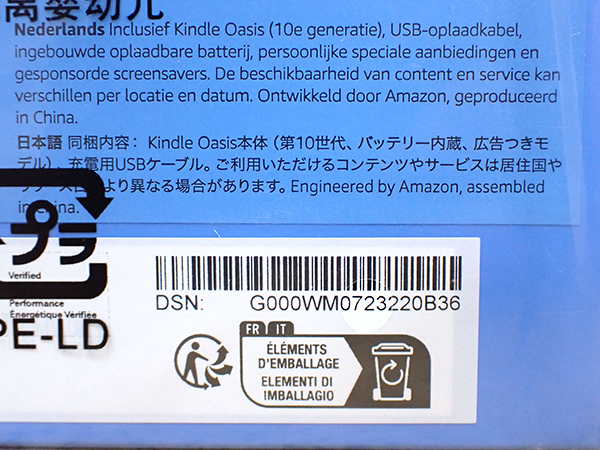 离婴幼儿
Nederlands Inclusief Kindle Oasis (10e generatie), USB-oplaadkabel,
ingebouwde oplaadbare batterij, persoonlijke speciale aanbiedingen en
gesponsorde screensavers. De beschikbaarheid van content en service kan
verschillen per locatie en datum. Ontwikkeld door Amazon, geproduceerd
in China.
日本語 同梱内容： Kindle Oasis本体（第10世代、バッテリー内蔵、広告つきモ
デル）、充電用USBケーブル。ご利用いただけるコンテンツやサービスは居住国や
より異なる場合があります。Engineered by Amazon, assembled
in China.
プラ
Verified
Performance
Énergétique Vérifiée
PE-LD
DSN: G000WM0723220B36
FR IT
ÉLÉMENTS
D'EMBALLAGE
ELEMENTI DI
IMBALLAGIO